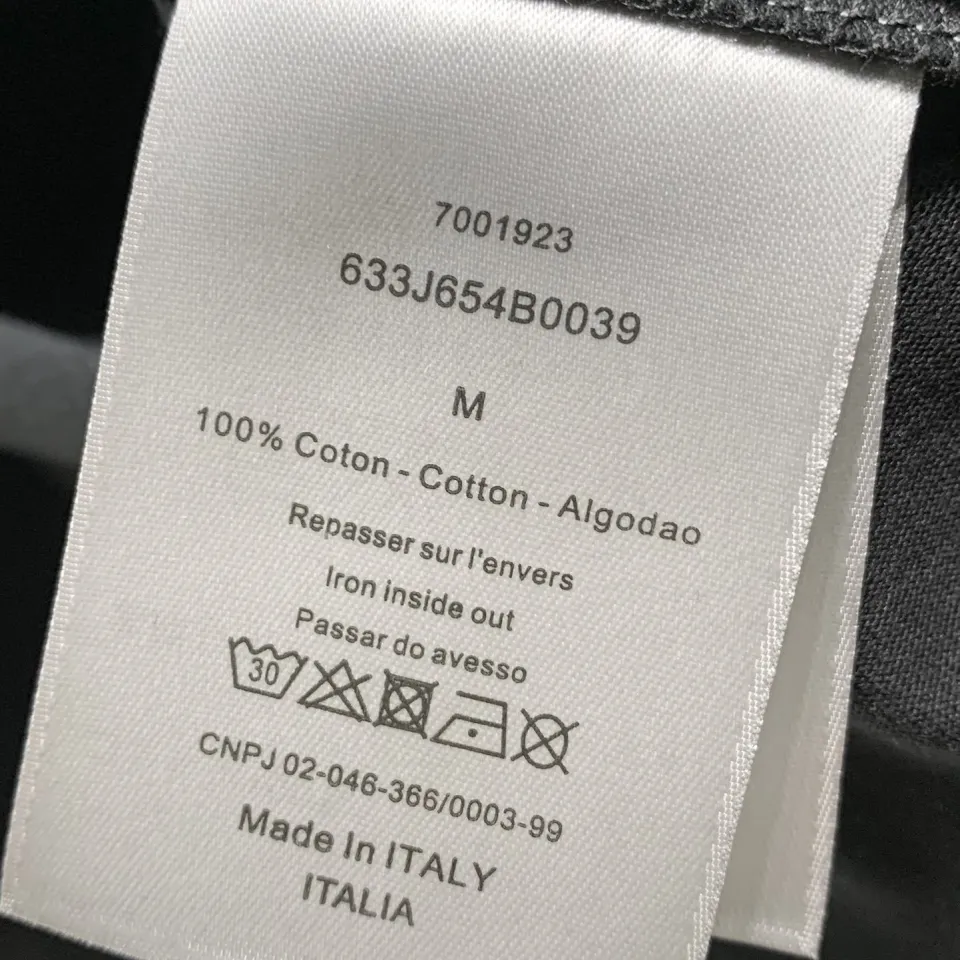 7001923
633J654B0039
M
100% Coton - Cotton - Algodao
Repasser sur l'envers
Iron inside out
Passar do avesso
30
CNPJ 02-046-366/0003-99
Made In ITALY
ITALIA